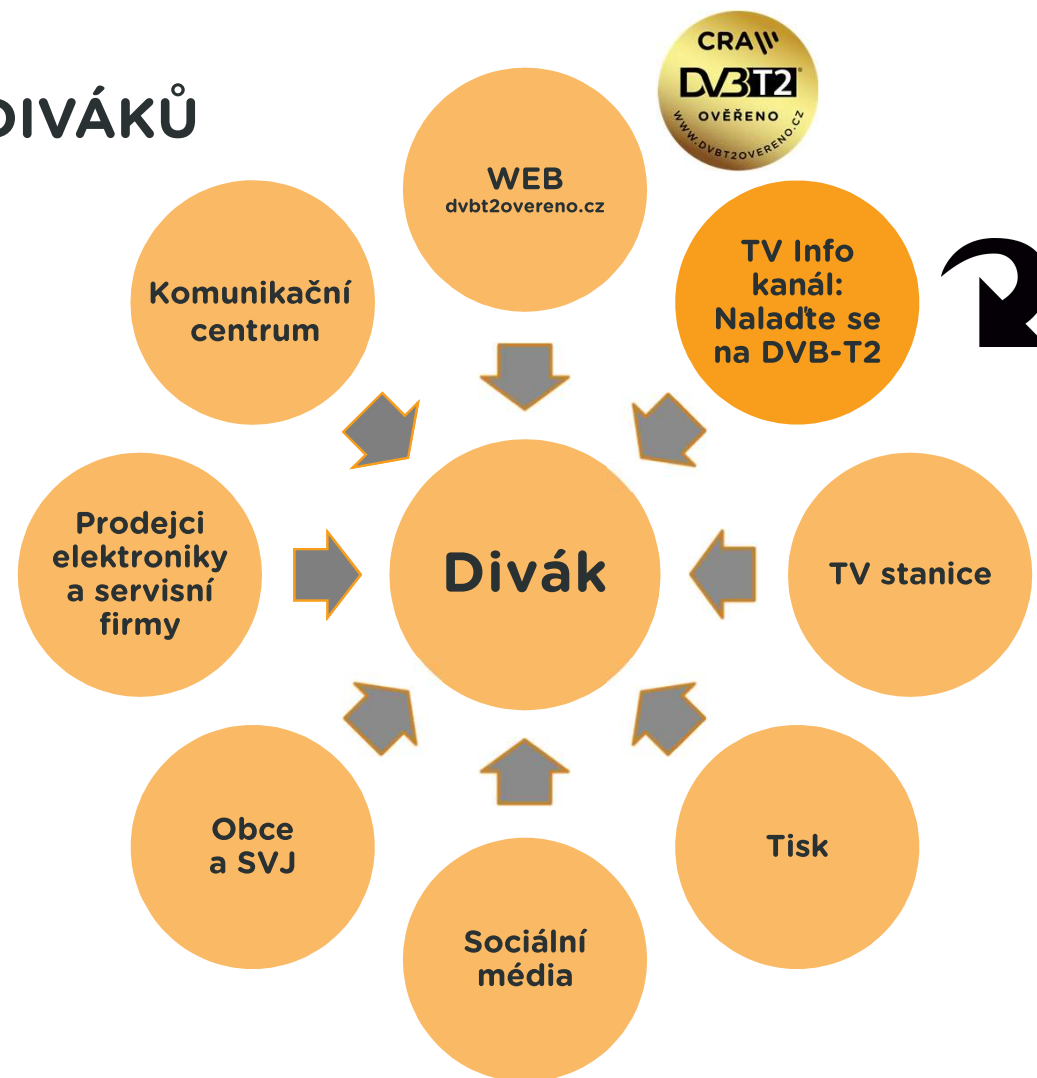 DIVÁKŮ
CRA
DVB T2
OVĚŘENO
WWW.DVBT2OVERENO.CZ
WEB
dvbt2overeno.cz
TV Info
kanál:
Nalaďte se
na DVB-T2
Komunikační
centrum
Prodejci
elektroniky
a servisní
firmy
Divák
TV stanice
Obce
a SVJ
Tisk
Sociální
média